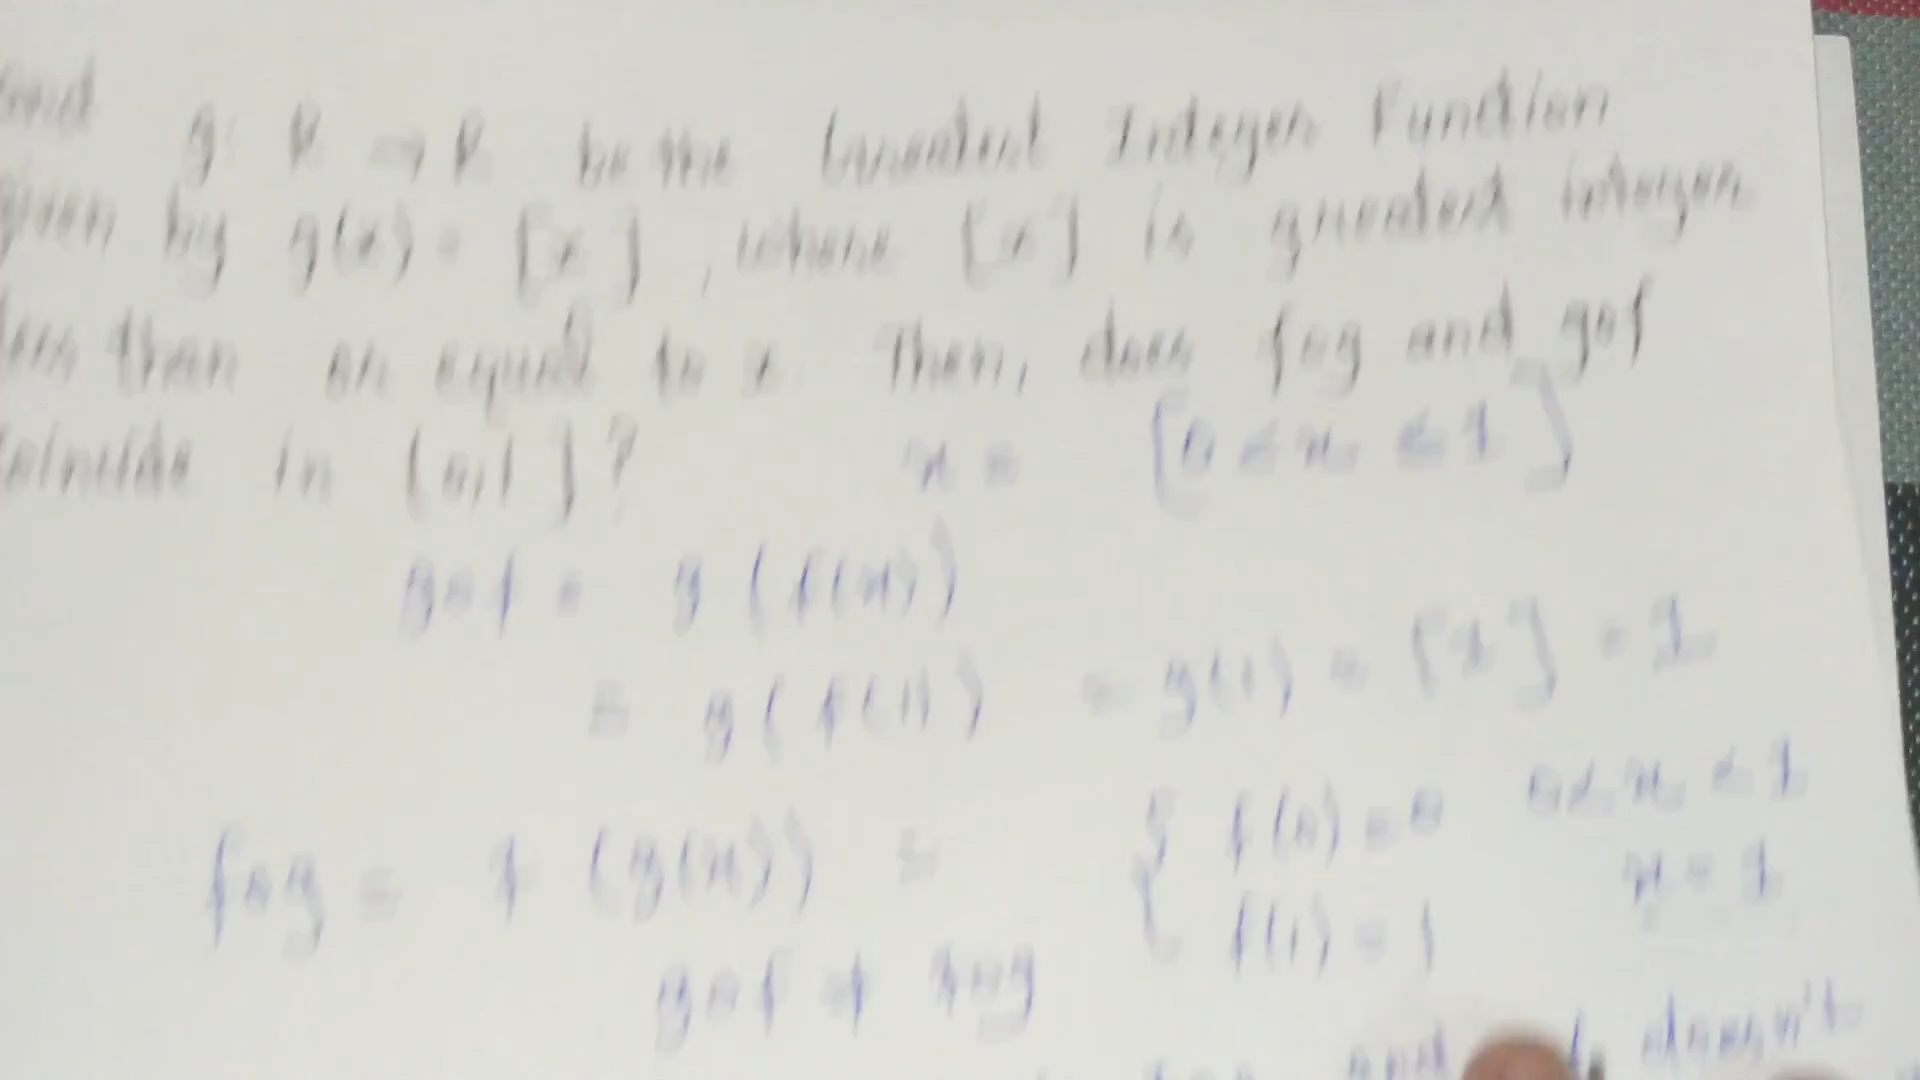 and g: R → R be the Greatest Integer Function
given by g(x) = [x], where [x] is greatest integer
less than or equal to x. Then, does fog and gof
coincide in (0,1]?
x = [0 < x ≤ 1]
gof = g (f(x))
= g(f(1)) = g(1) = [1] = 1
fog = f (g(x)) = { f(0) = 0 0 < x < 1
f(1) = 1 x = 1
gof ≠ fog
and doesn't